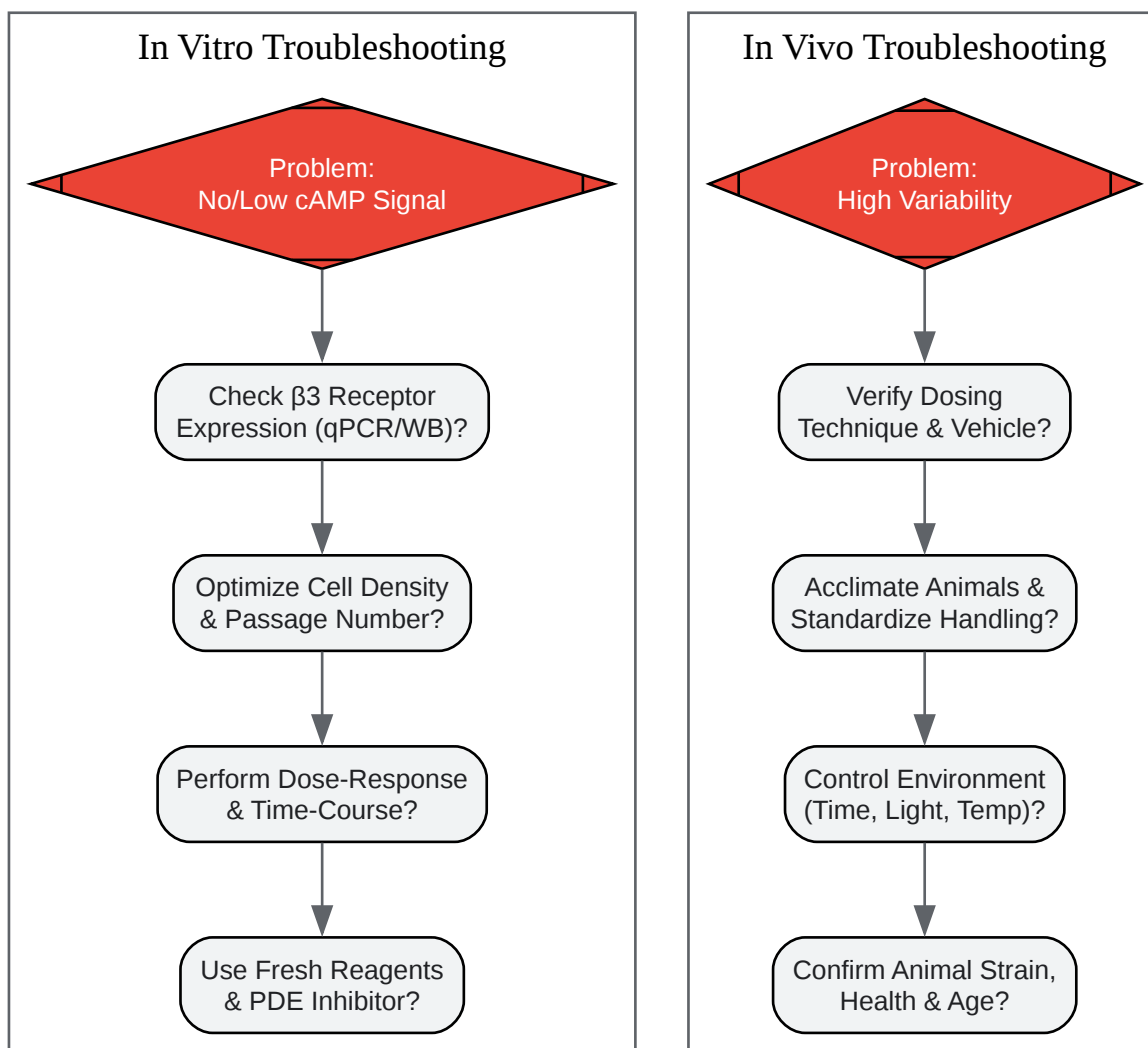 In Vitro Troubleshooting
Problem:
No/Low cAMP Signal
Check β3 Receptor
Expression (qPCR/WB)?
Optimize Cell Density
& Passage Number?
Perform Dose-Response
& Time-Course?
Use Fresh Reagents
& PDE Inhibitor?
In Vivo Troubleshooting
Problem:
High Variability
Verify Dosing
Technique & Vehicle?
Acclimate Animals &
Standardize Handling?
Control Environment
(Time, Light, Temp)?
Confirm Animal Strain,
Health & Age?